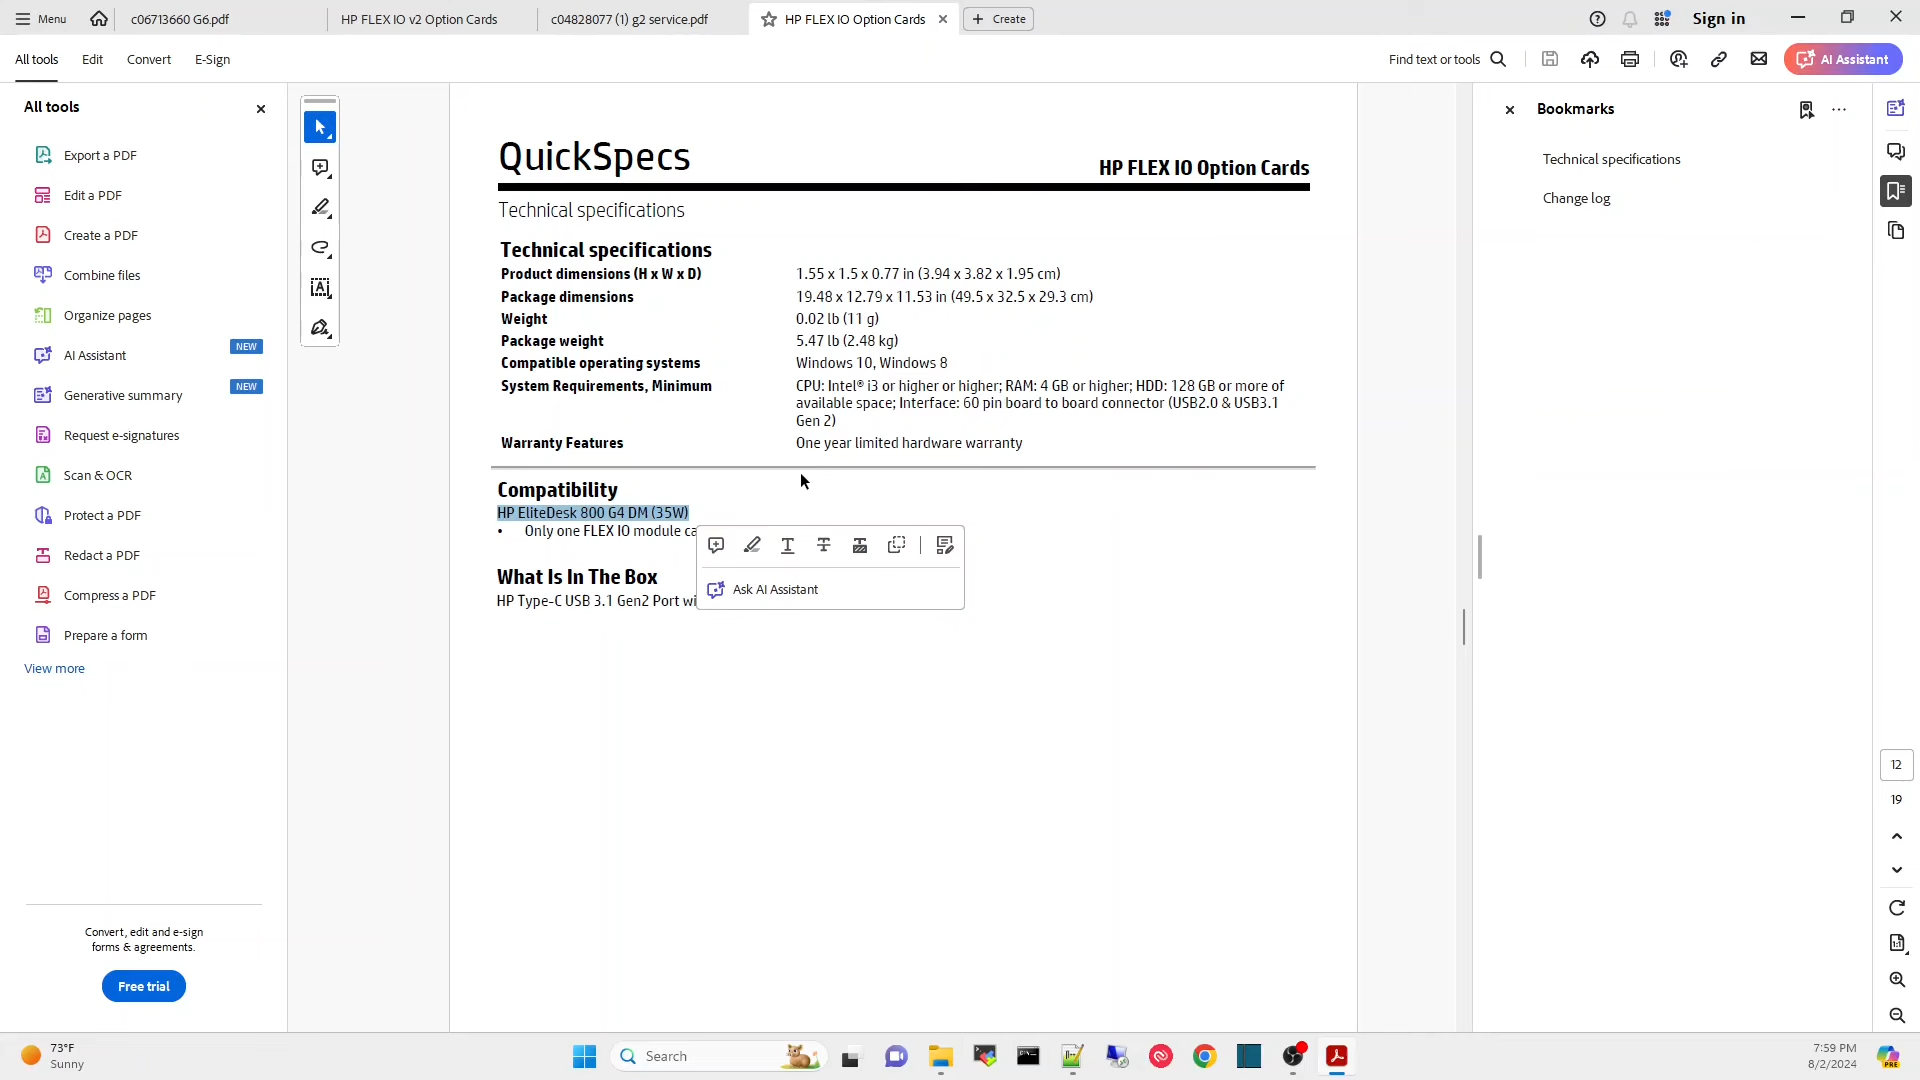 Menu
c06713660 G6.pdf
HP FLEX IO v2 Option Cards
c04828077 (1) g2 service.pdf
HP FLEX IO Option Cards
Create
Sign in
All tools
Edit
Convert
E-Sign
Find text or tools
AI Assistant
All tools
Export a PDF
Edit a PDF
Create a PDF
Combine files
Organize pages
AI Assistant
NEW
Generative summary
NEW
Request e-signatures
Scan & OCR
Protect a PDF
Redact a PDF
Compress a PDF
Prepare a form
View more
Convert, edit and e-sign
forms & agreements.
Free trial
QuickSpecs
HP FLEX IO Option Cards
Technical specifications
Technical specifications
Product dimensions (H x W x D) 1.55 x 1.5 x 0.77 in (3.94 x 3.82 x 1.95 cm)
Package dimensions 19.48 x 12.79 x 11.53 in (49.5 x 32.5 x 29.3 cm)
Weight 0.02 lb (11 g)
Package weight 5.47 lb (2.48 kg)
Compatible operating systems Windows 10, Windows 8
System Requirements, Minimum CPU: Intel® i3 or higher or higher; RAM: 4 GB or higher; HDD: 128 GB or more of
available space; Interface: 60 pin board to board connector (USB2.0 & USB3.1
Gen 2)
Warranty Features One year limited hardware warranty
Compatibility
HP EliteDesk 800 G4 DM (35W)
• Only one FLEX IO module ca
What Is In The Box
HP Type-C USB 3.1 Gen2 Port wi
Ask AI Assistant
Bookmarks
Technical specifications
Change log
12
19
1:1
73°F
Sunny
Search
7:59 PM
8/2/2024
PRE